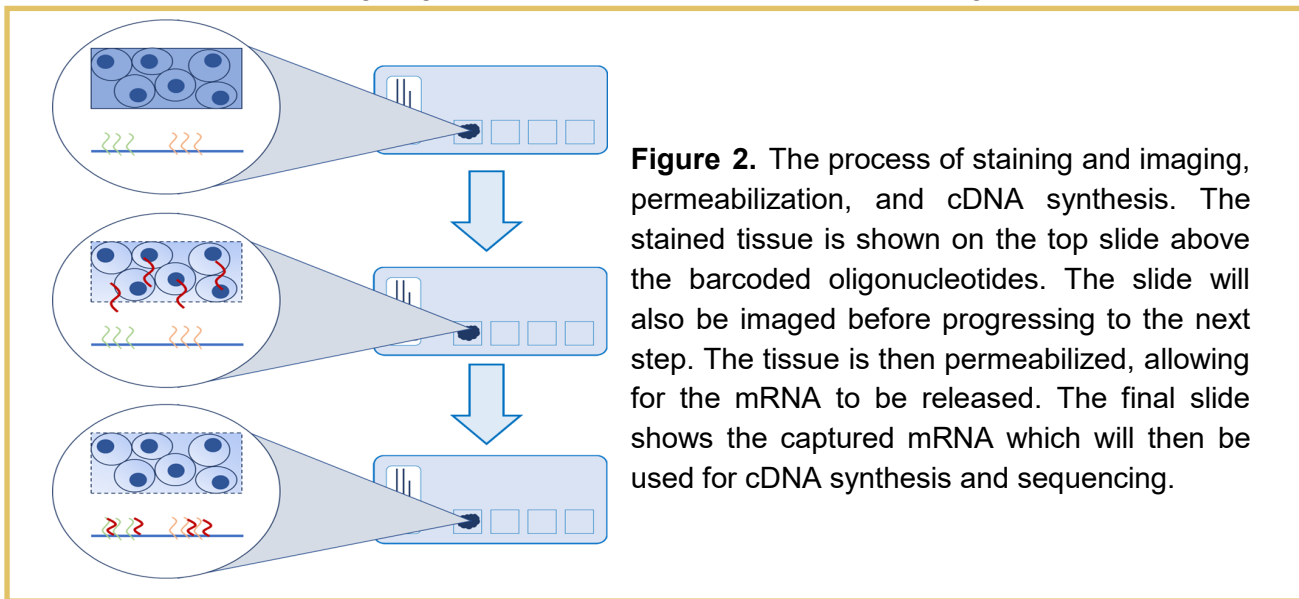 Figure 2. The process of staining and imaging,
permeabilization, and cDNA synthesis. The
stained tissue is shown on the top slide above
the barcoded oligonucleotides. The slide will
also be imaged before progressing to the next
step. The tissue is then permeabilized, allowing
for the mRNA to be released. The final slide
shows the captured mRNA which will then be
used for cDNA synthesis and sequencing.